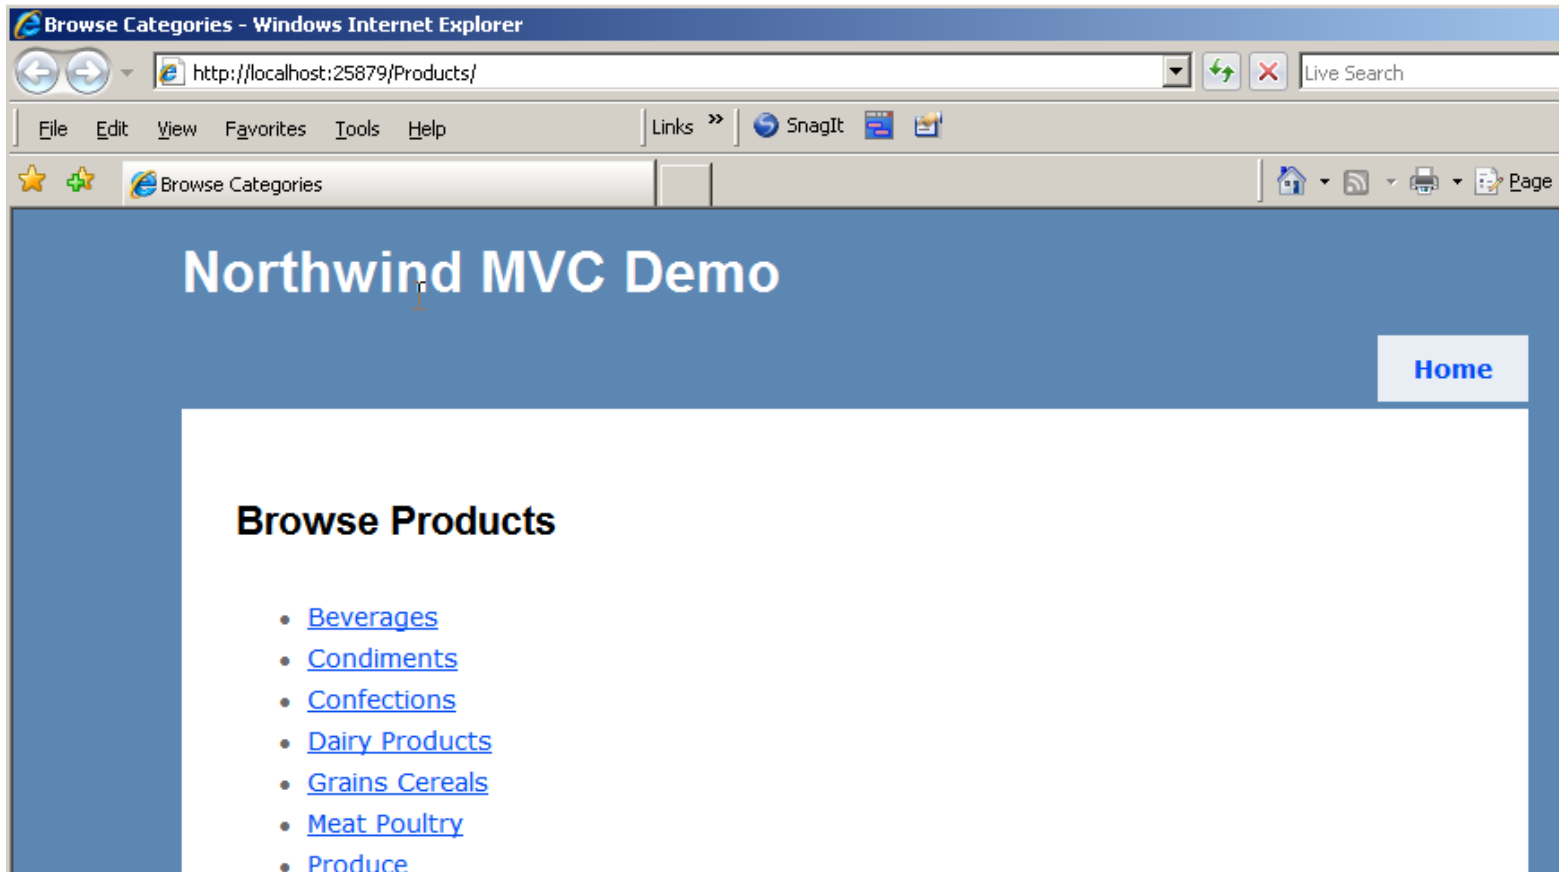 Browse Categories - Windows Internet Explorer
http://localhost:25879/Products/
Live Search
File Edit View Favorites Tools Help Links » SnagIt
Browse Categories Page
Northwind MVC Demo
Home
Browse Products
Beverages
Condiments
Confections
Dairy Products
Grains Cereals
Meat Poultry
Produce